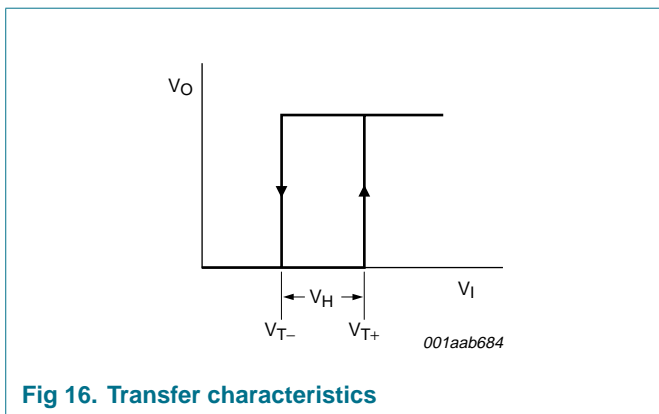 VO
VH
VI
VT−
VT+
001aab684
Fig 16. Transfer characteristics